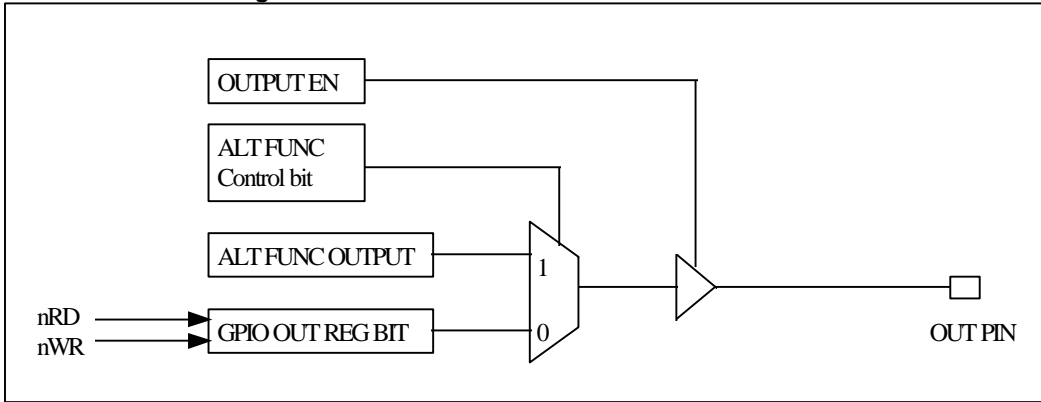 OUTPUT EN
ALT FUNC
Control bit
ALT FUNC OUTPUT
1
nRD
nWR
GPIO OUT REG BIT
0
OUT PIN